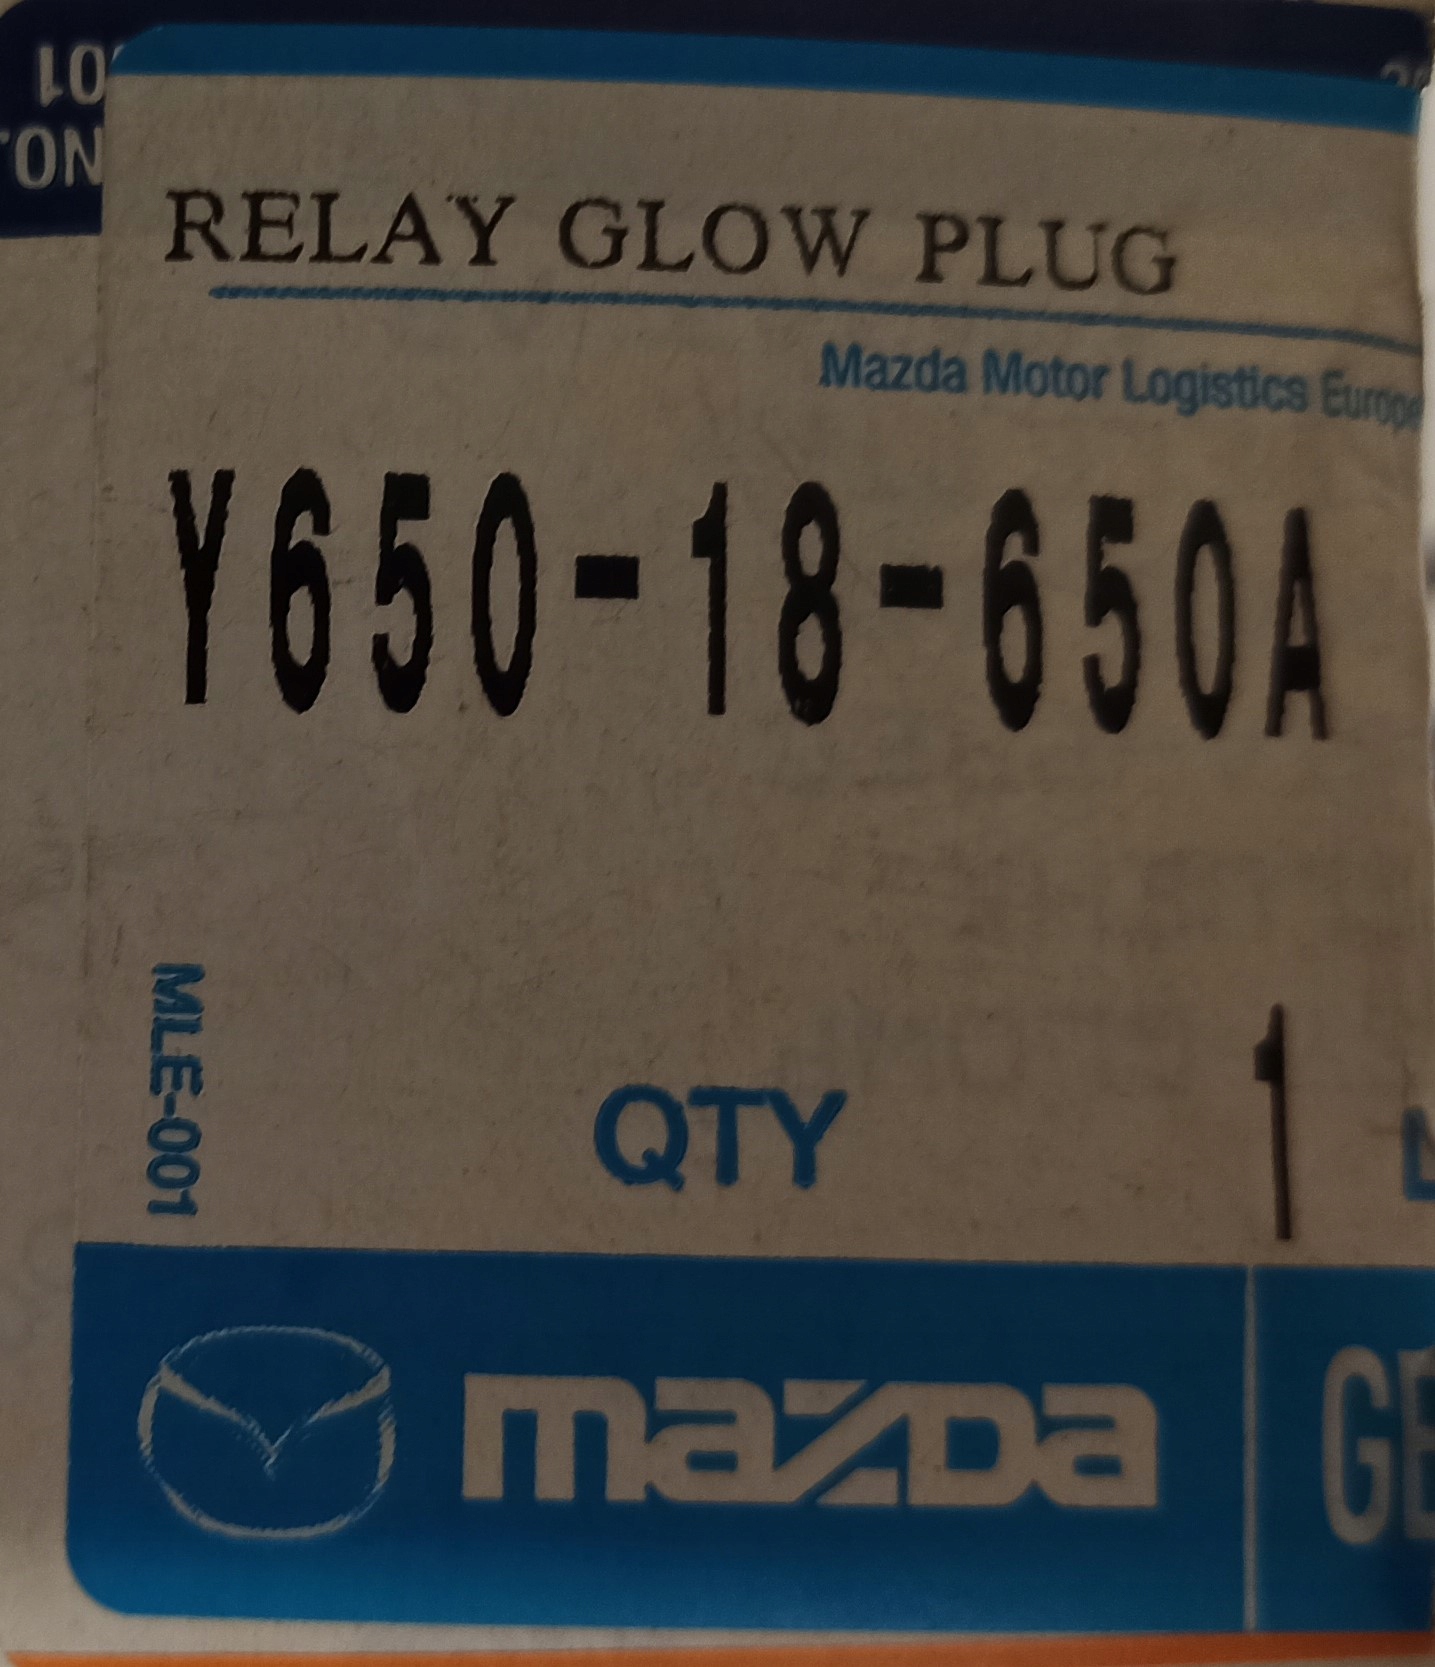 RELAY GLOW PLUG
Mazda Motor Logistics Europe
Y650-18-650A
MLE-001
QTY 1
mazda